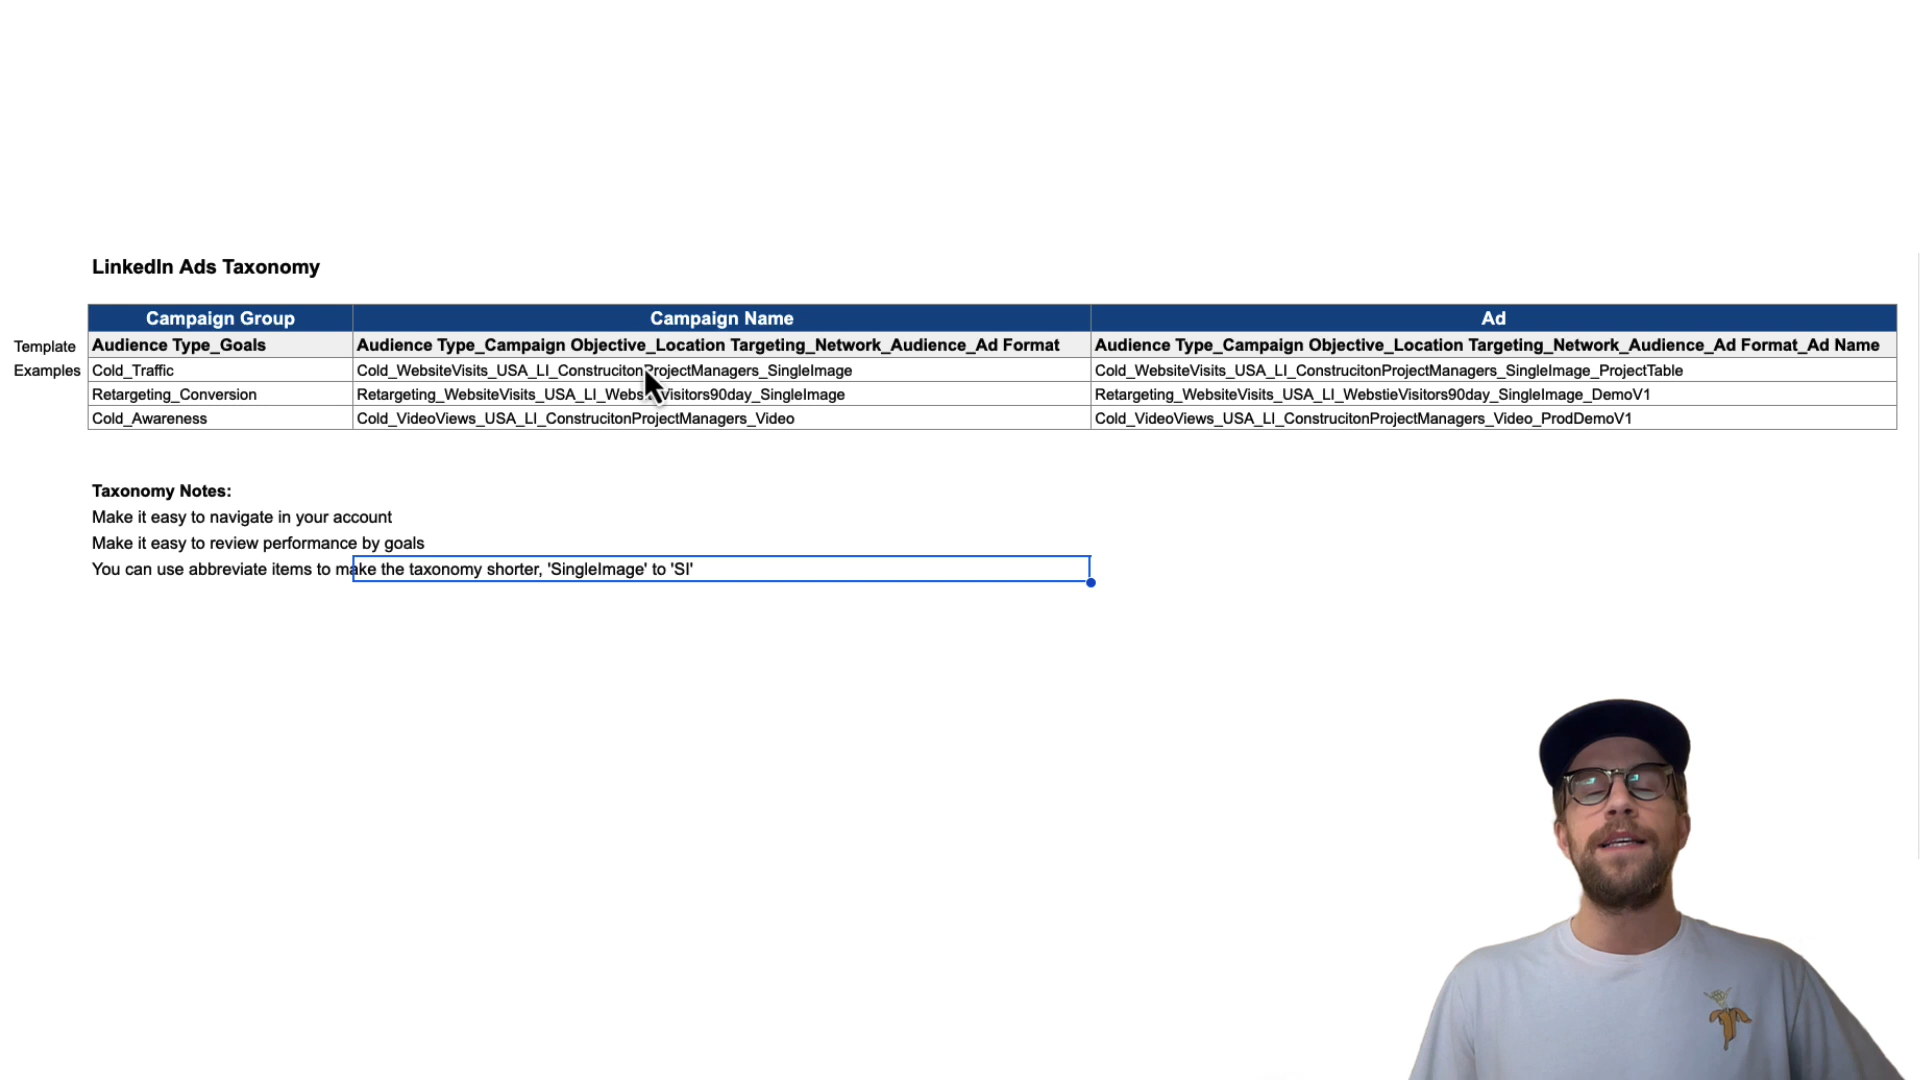 LinkedIn Ads Taxonomy
Campaign Group Campaign Name Ad
Template Audience Type_Goals Audience Type_Campaign Objective_Location Targeting_Network_Audience_Ad Format Audience Type_Campaign Objective_Location Targeting_Network_Audience_Ad Format_Ad Name
Examples Cold_Traffic Cold_WebsiteVisits_USA_LI_ConstrucitonProjectManagers_SingleImage Cold_WebsiteVisits_USA_LI_ConstrucitonProjectManagers_SingleImage_ProjectTable
Retargeting_Conversion Retargeting_WebsiteVisits_USA_LI_Webs Visitors90day_SingleImage Retargeting_WebsiteVisits_USA_LI_WebstieVisitors90day_SingleImage_DemoV1
Cold_Awareness Cold_VideoViews_USA_LI_ConstrucitonProjectManagers_Video Cold_VideoViews_USA_LI_ConstrucitonProjectManagers_Video_ProdDemoV1
Taxonomy Notes:
Make it easy to navigate in your account
Make it easy to review performance by goals
You can use abbreviate items to make the taxonomy shorter, 'SingleImage' to 'SI'